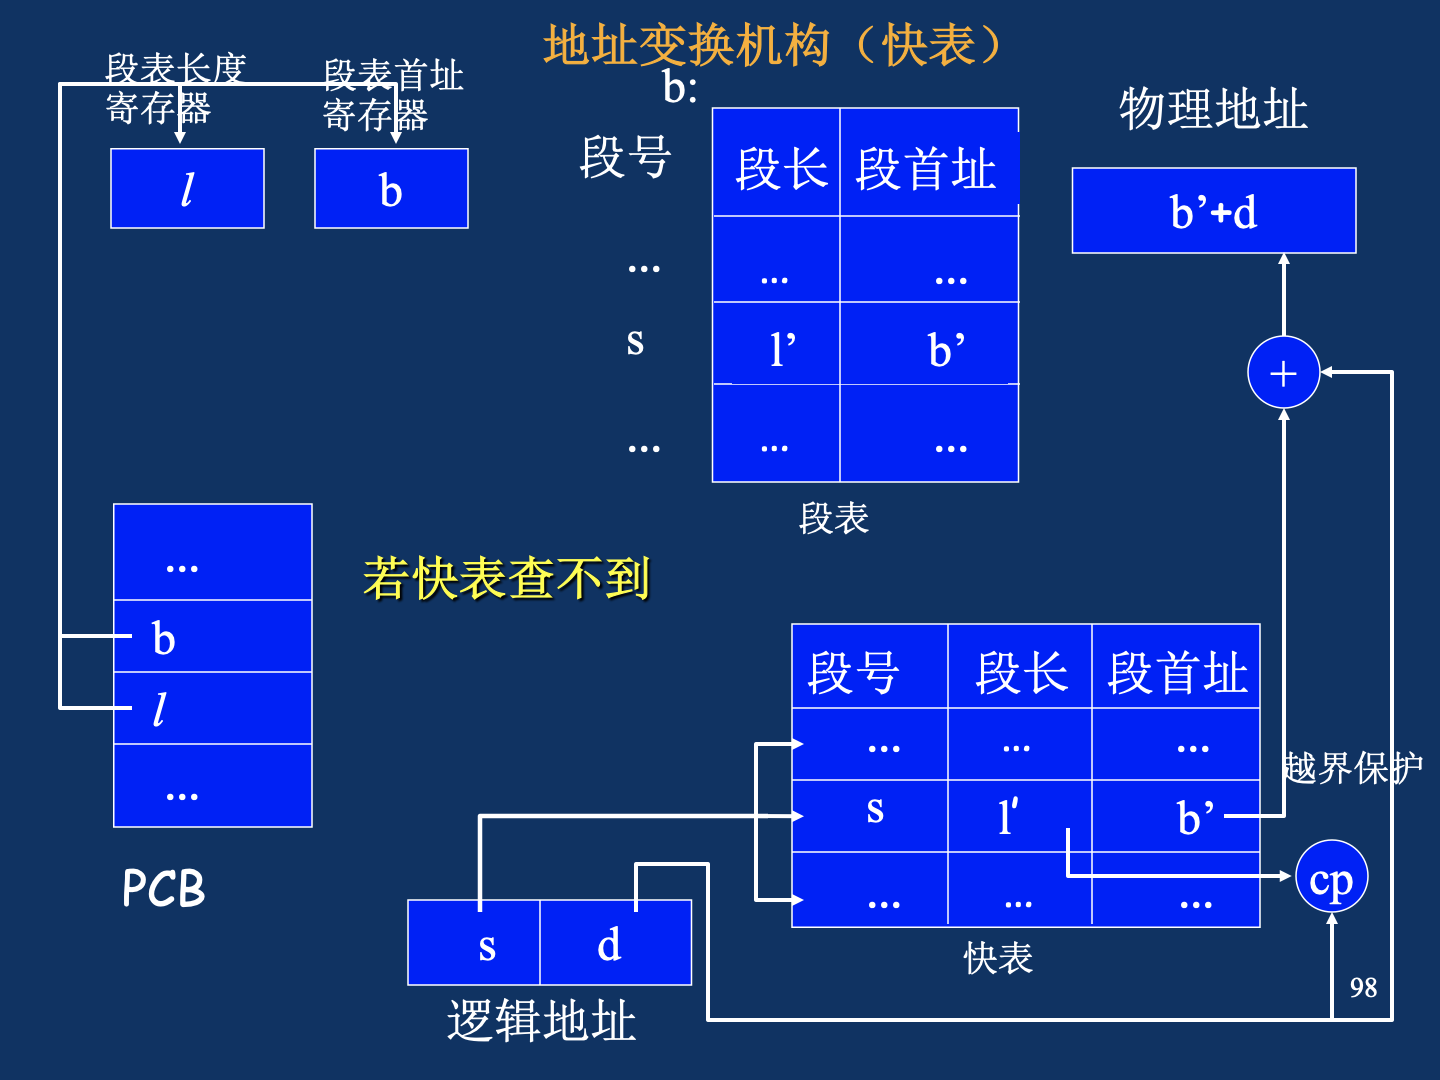 地址变换机构（快表）
段表长度
寄存器
段表首址
寄存器
l
b
b:
段号
段长
段首址
...
...
...
s
l’
b’
...
...
...
段表
物理地址
b’+d
+
...
b
l
...
PCB
若快表查不到
段号
段长
段首址
...
...
...
s
l'
b’
...
...
...
快表
越界保护
cp
s
d
逻辑地址
98